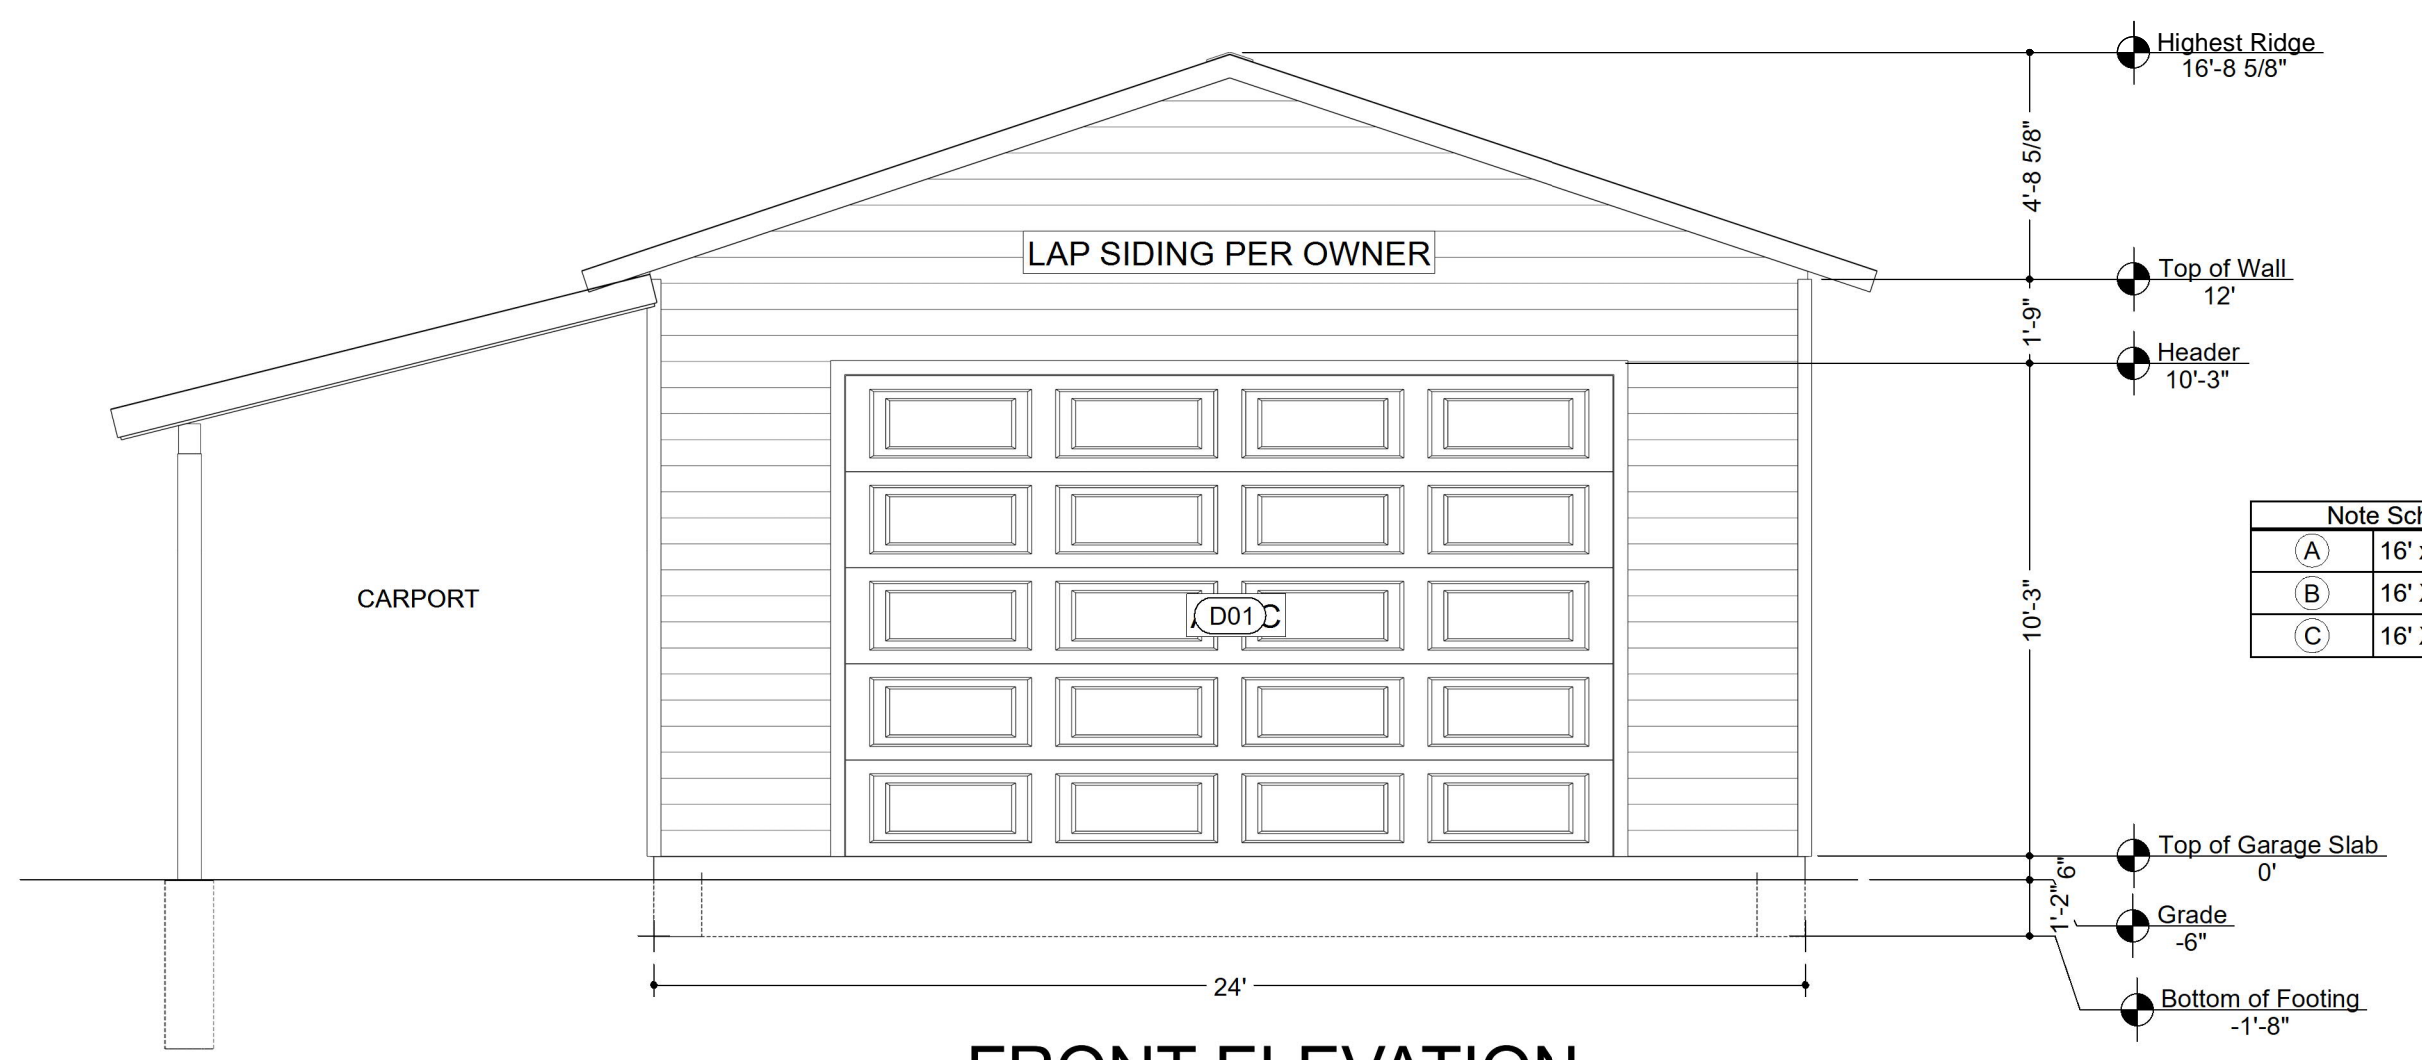 Highest Ridge
16'-8 5/8"
4'-8 5/8"
LAP SIDING PER OWNER
Top of Wall
12'
1'-9"
Header
10'-3"
Note Sch
A 16' x
B 16' X
C 16' X
10'-3"
CARPORT
D01
C
Top of Garage Slab
0'
6"
1'-2"
Grade
-6"
24'
Bottom of Footing
-1'-8"
FRONT ELEVATION